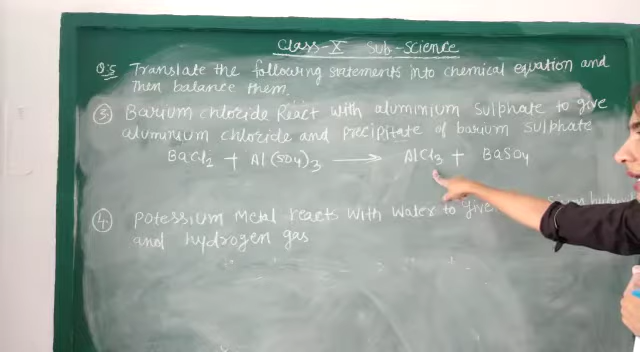 Class-X Sub-Science
Q:5 Translate the following statements into chemical equation and
then balance them.
③ Barium chloride React with aluminium sulphate to give
aluminium chloride and precipitate of barium sulphate
BaCl2 + Al(SO4)3 → AlCl3 + BaSO4
④ Potessium Metal reacts with water to give
and hydrogen gas